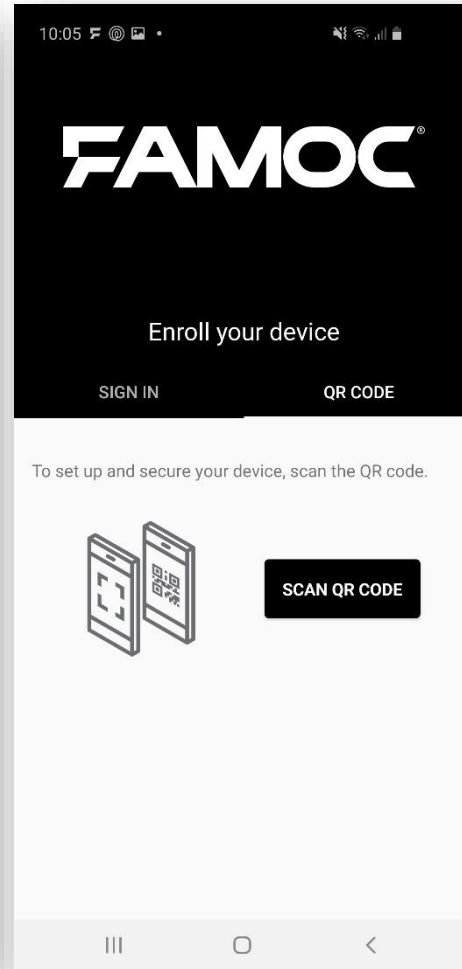 10:05
FAMOC®
Enroll your device
SIGN IN QR CODE
To set up and secure your device, scan the QR code.
SCAN QR CODE